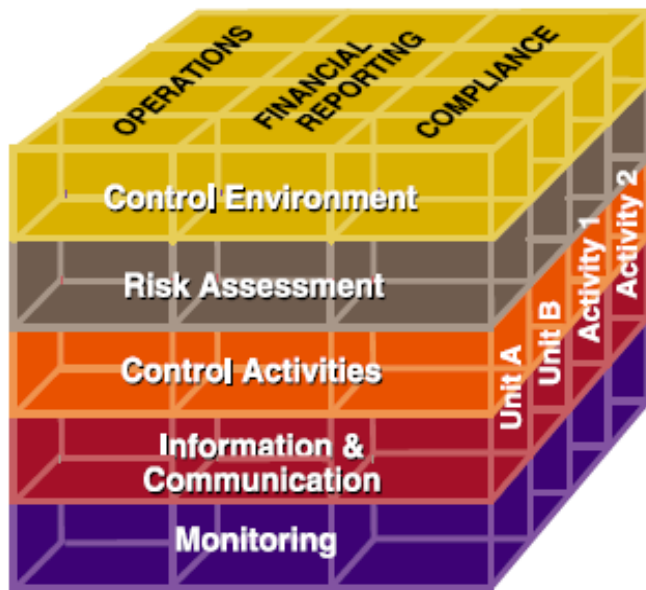 OPERATIONS
FINANCIAL
REPORTING
COMPLIANCE
Control Environment
Risk Assessment
Control Activities
Information &
Communication
Monitoring
Unit A
Unit B
Activity 1
Activity 2